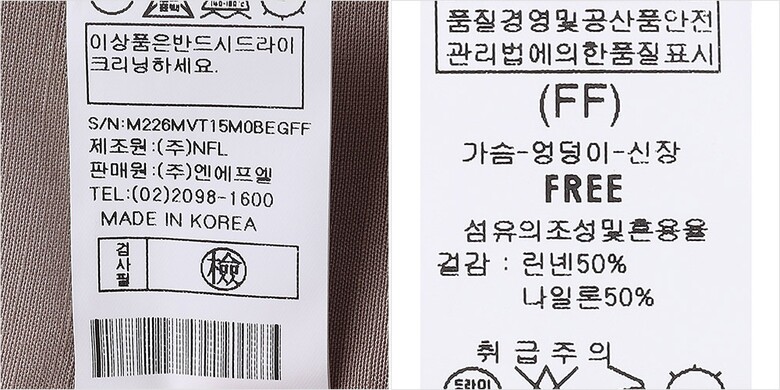 이상품은반드시드라이
크리닝하세요.
S/N:M226MVT15M0BEGFF
제조원:(주)NFL
판매원:(주)엔에프엘
TEL:(02)2098-1600
MADE IN KOREA
검사필
檢
품질경영및공산품안전
관리법에의한품질표시
(FF)
가슴-엉덩이-신장
FREE
섬유의조성및혼용율
겉감 : 린넨50%
나일론50%
취급주의
드라이